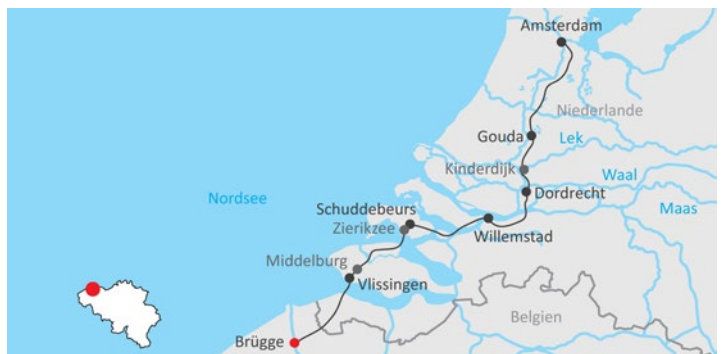 Amsterdam
Niederlande
Gouda
Lek
Kinderdijk
Waal
Nordsee
Dordrecht
Maas
Schuddebeurs
Zierikzee
Willemstad
Middelburg
Vlissingen
Belgien
Brügge